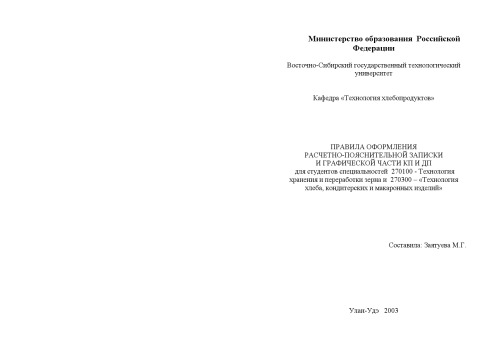 Министерство образования Российской
Федерации
Восточно-Сибирский государственный технологический
университет
Кафедра «Технология хлебопродуктов»
ПРАВИЛА ОФОРМЛЕНИЯ
РАСЧЕТНО-ПОЯСНИТЕЛЬНОЙ ЗАПИСКИ
И ГРАФИЧЕСКОЙ ЧАСТИ КП И ДП
для студентов специальностей 270100 - Технология
хранения и переработки зерна и 270300 – «Технология
хлеба, кондитерских и макаронных изделий»
Составила: Зантуева М.Г.
Улан-Удэ 2003